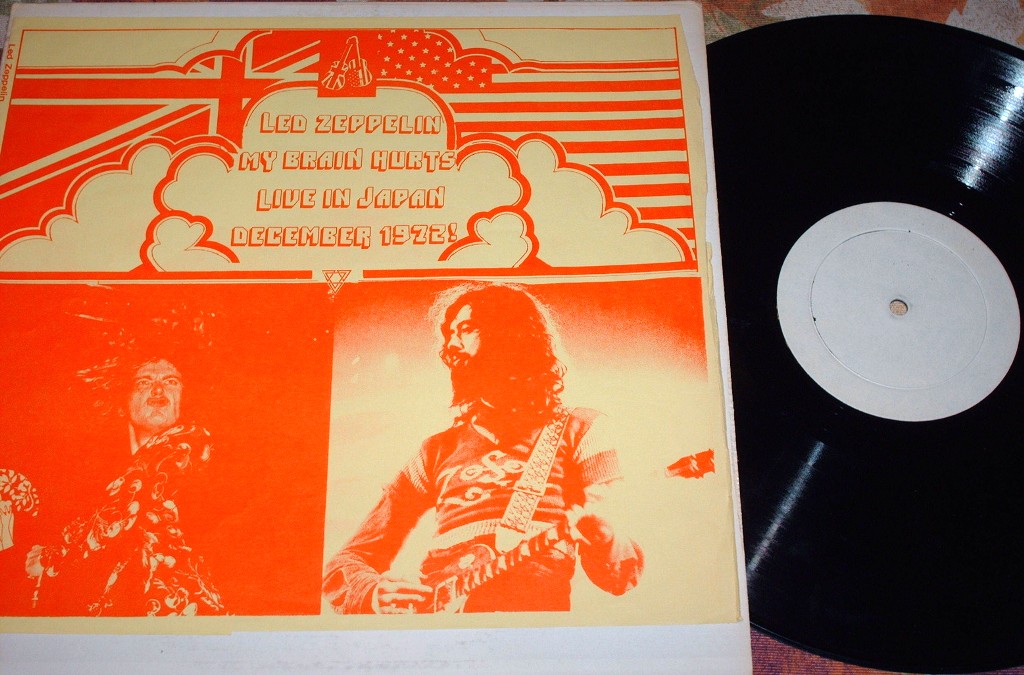 Led Zeppelin
LED ZEPPELIN
MY BRAIN HURTS
LIVE IN JAPAN
DECEMBER 1972!